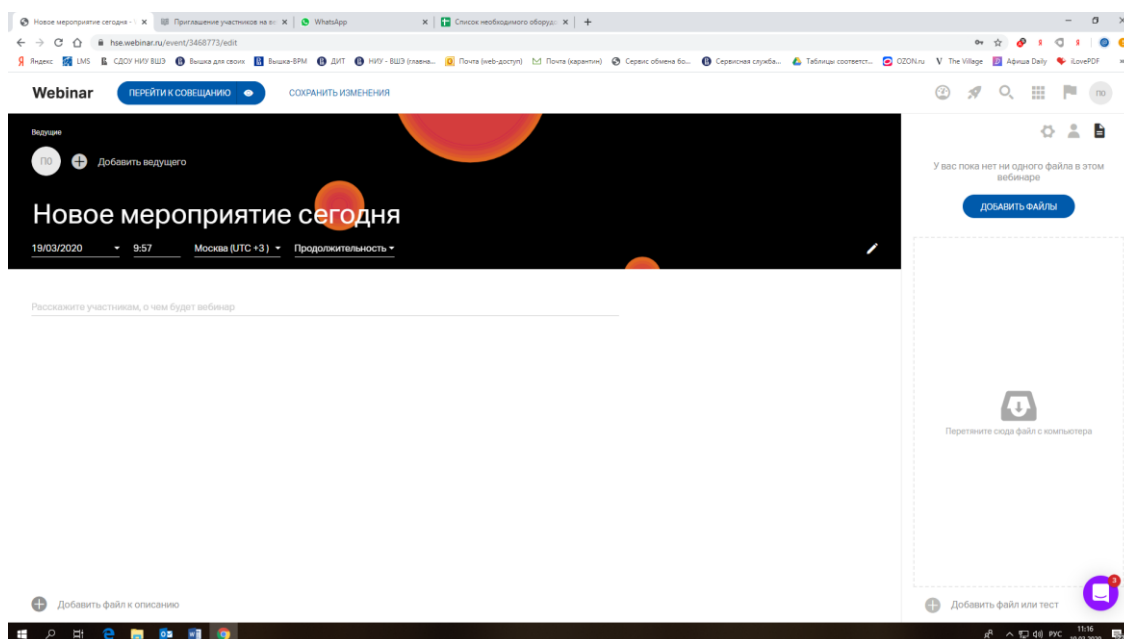 Новое мероприятие сегодня -
Приглашение участников на ве
WhatsApp
Список необходимого оборуд
hse.webinar.ru/event/3468773/edit
Яндекс
LMS
СДОУ НИУ ВШЭ
Вышка для своих
Вышка-BPM
ДИТ
НИУ - ВШЭ (главна...
Почта (web-доступ)
Почта (карантин)
Сервис обмена бо...
Сервисная служба...
Таблицы соответст...
OZON.ru
The Village
Афиша Daily
iLovePDF
Webinar
ПЕРЕЙТИ К СОВЕЩАНИЮ
СОХРАНИТЬ ИЗМЕНЕНИЯ
ПО
Ведущие
ПО
Добавить ведущего
Новое мероприятие сегодня
19/03/2020
9:57
Москва (UTC +3 )
Продолжительность
Расскажите участникам, о чем будет вебинар
Добавить файл к описанию
У вас пока нет ни одного файла в этом
вебинаре
ДОБАВИТЬ ФАЙЛЫ
Перетяните сюда файл с компьютера
Добавить файл или тест
3
РУС
11:16